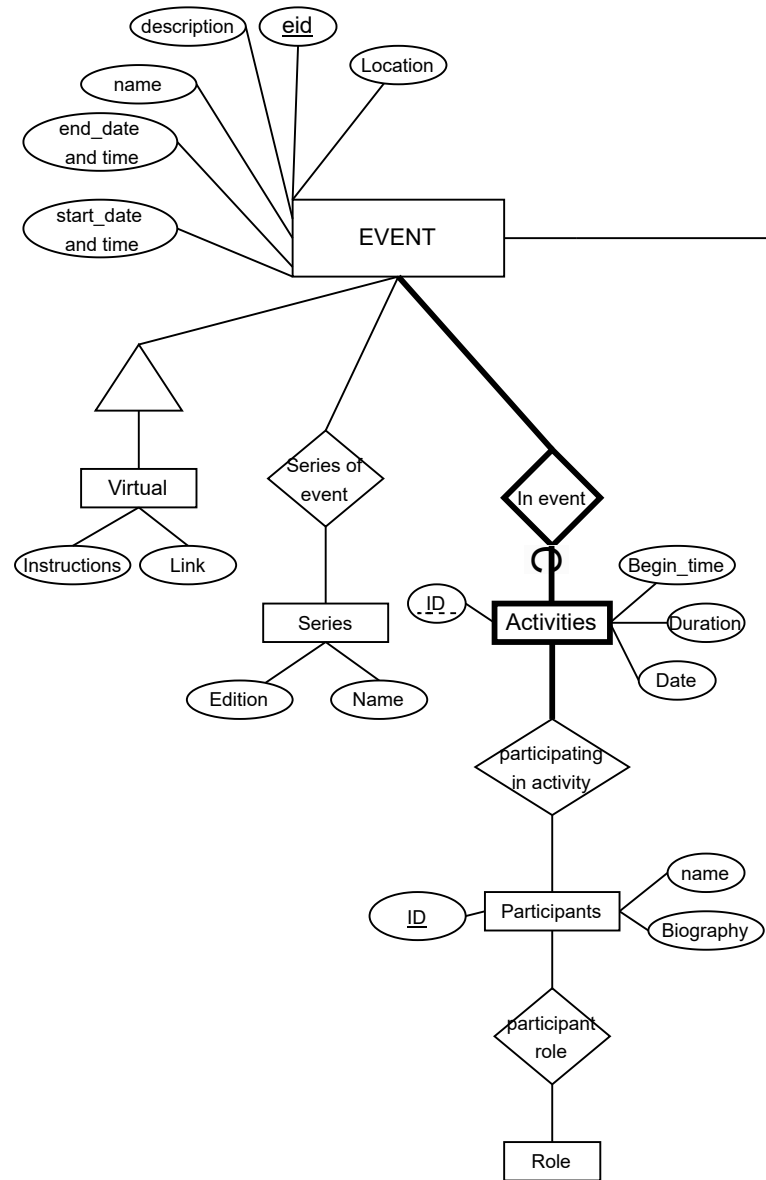 description
eid
Location
name
end_date
and time
start_date
and time
EVENT
Virtual
Instructions
Link
Series of
event
Series
Edition
Name
In event
ID
Activities
Begin_time
Duration
Date
participating
in activity
ID
Participants
name
Biography
participant
role
Role